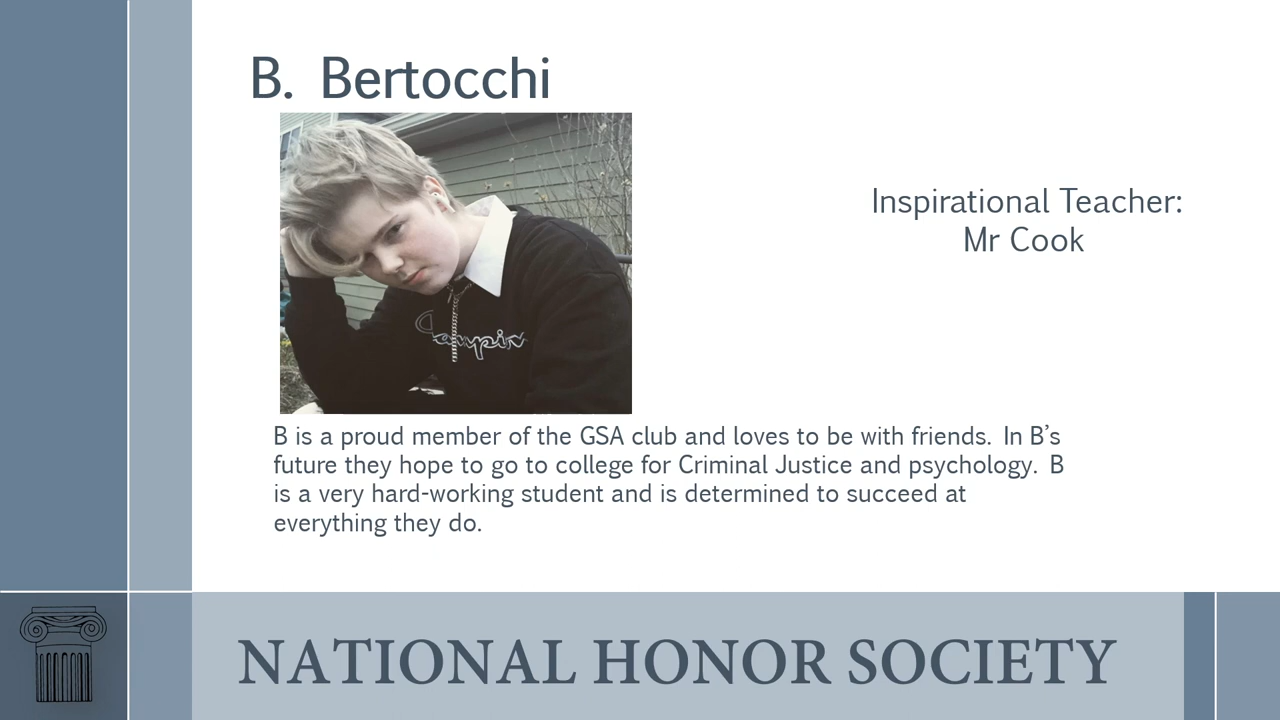 B. Bertocchi
Inspirational Teacher:
Mr Cook
Champion
B is a proud member of the GSA club and loves to be with friends. In B's
future they hope to go to college for Criminal Justice and psychology. B
is a very hard-working student and is determined to succeed at
everything they do.
NATIONAL HONOR SOCIETY